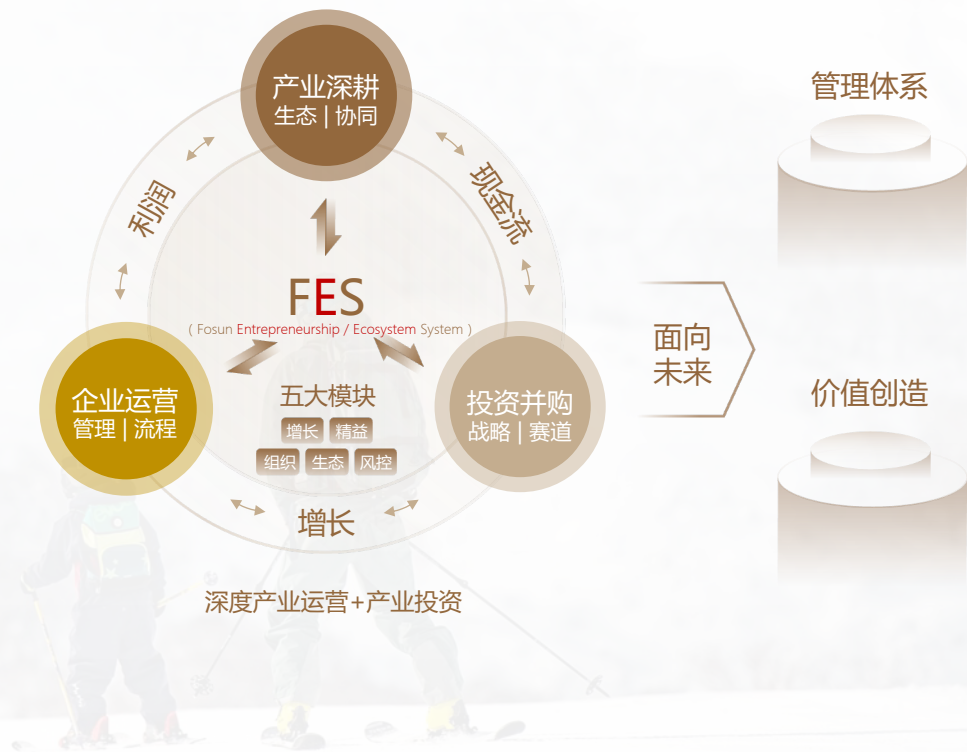 产业深耕
生态 | 协同
利润
现金流
FES
( Fosun Entrepreneurship / Ecosystem System )
企业运营
管理 | 流程
五大模块
增长 精益
组织 生态 风控
投资并购
战略 | 赛道
增长
深度产业运营+产业投资
面向
未来
管理体系
价值创造